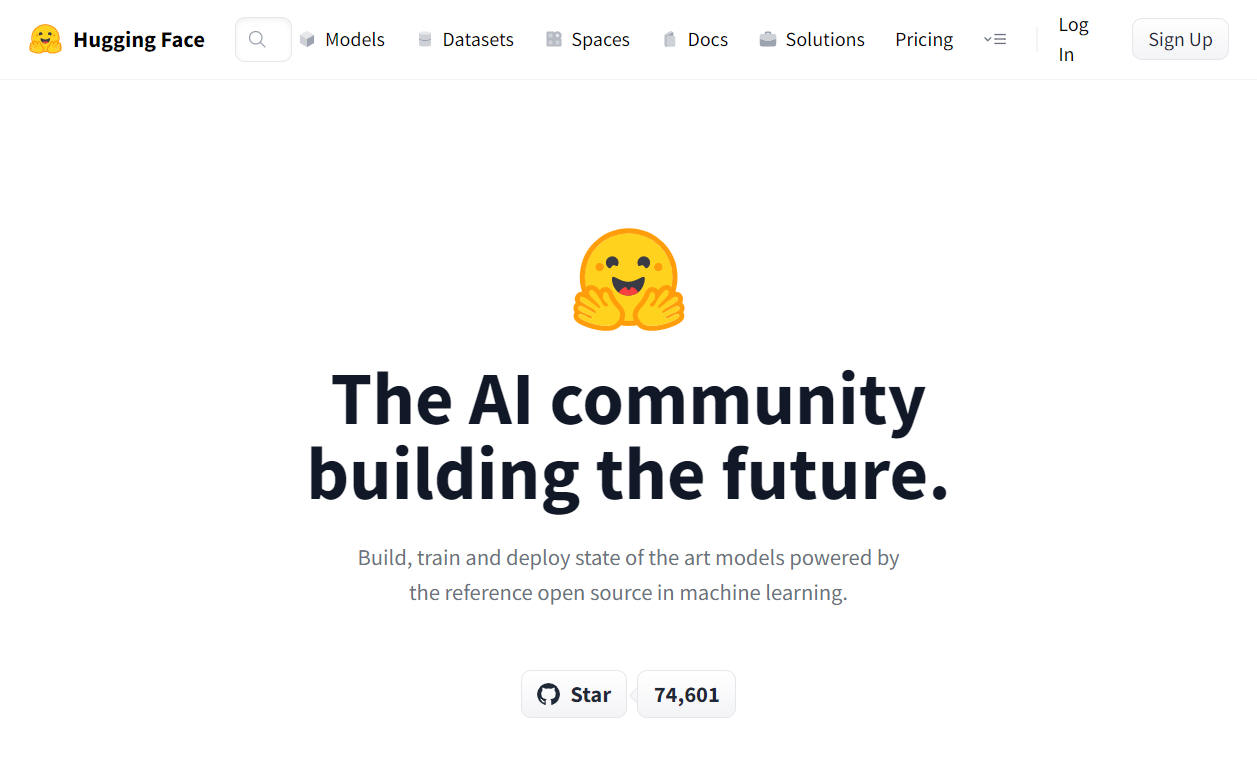 Hugging Face Models Datasets Spaces Docs Solutions Pricing Log In Sign Up
The AI community
building the future.
Build, train and deploy state of the art models powered by
the reference open source in machine learning.
Star 74,601